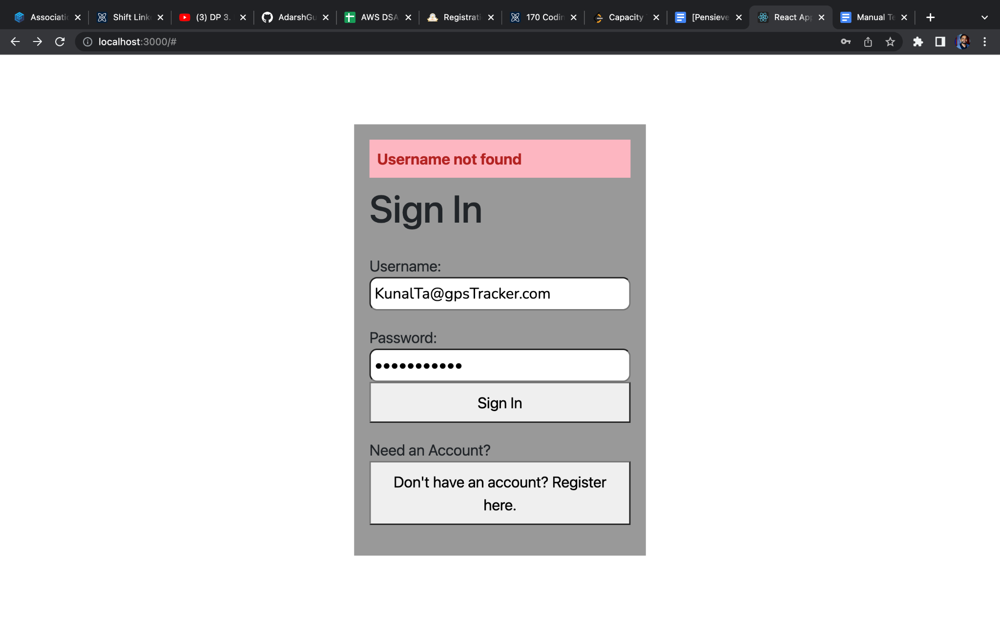 Associati
Shift Link
(3) DP 3.
AdarshGu
AWS DSA
Registrati
170 Codin
Capacity
[Pensieve
React App
Manual Te
localhost:3000/#
Username not found
Sign In
Username:
KunalTa@gpsTracker.com
Password:
Sign In
Need an Account?
Don't have an account? Register
here.